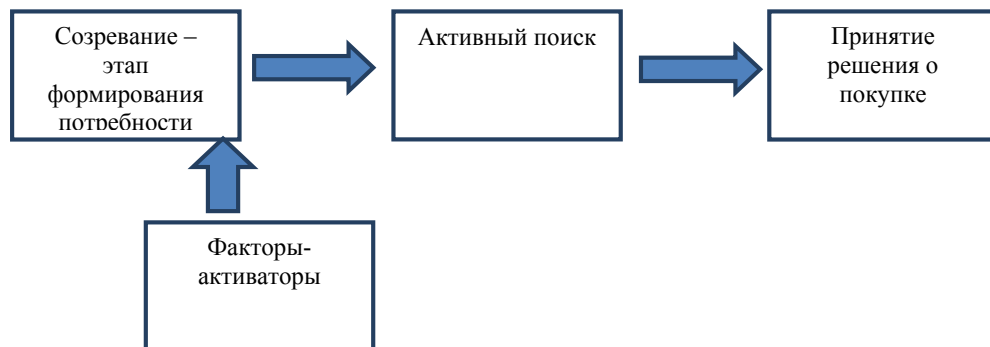 Созревание –
этап
формирования
потребности
Активный поиск
Принятие
решения о
покупке
Факторы-
активаторы